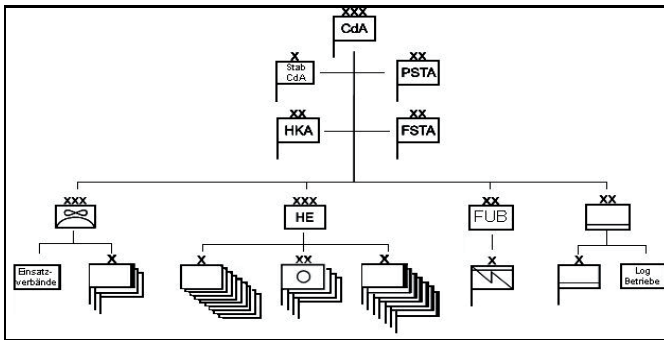 xxx
CdA
x
xx
Stab
CdA
PSTA
xx
xx
HKA
FSTA
xxx
xxx
xx
xx
HE
FUB
x
x
xx
x
x
x
Einsatz-
verbände
Log
Betriebe